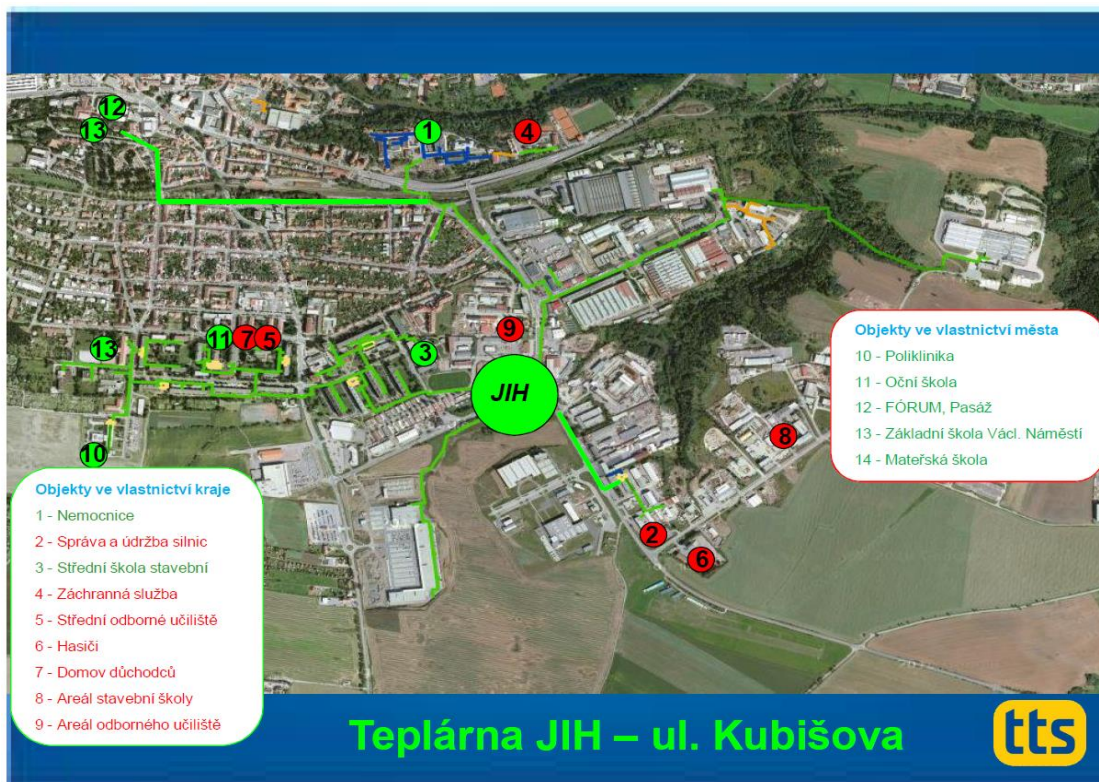 12
13
1
4
9
11
7
5
13
3
JIH
10
8
2
6
Objekty ve vlastnictví města
10 - Poliklinika
11 - Oční škola
12 - FÓRUM, Pasáž
13 - Základní škola Václ. Náměstí
14 - Mateřská škola
Objekty ve vlastnictví kraje
1 - Nemocnice
2 - Správa a údržba silnic
3 - Střední škola stavební
4 - Záchranná služba
5 - Střední odborné učiliště
6 - Hasiči
7 - Domov důchodců
8 - Areál stavební školy
9 - Areál odborného učiliště
Teplárna JIH – ul. Kubišova
tts